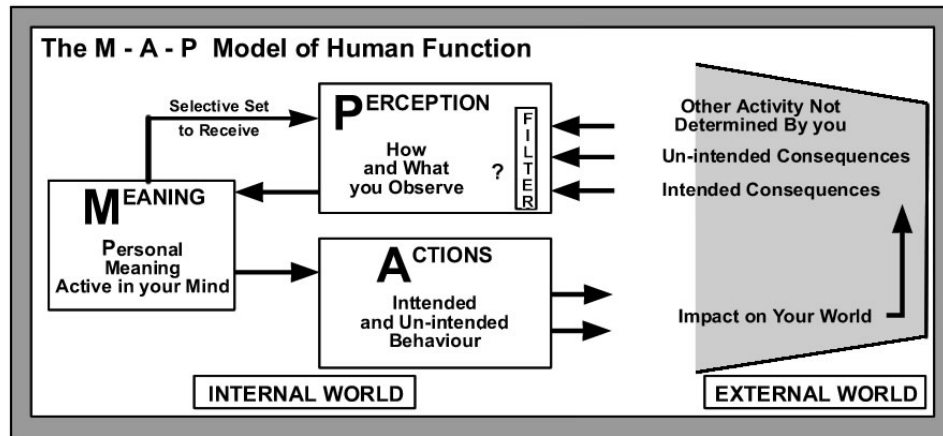 The M - A - P Model of Human Function
Selective Set
to Receive
PERCEPTION
How
and What
you Observe
?
FILTER
Other Activity Not
Determined By you
Un-intended Consequences
Intended Consequences
MEANING
Personal
Meaning
Active in your Mind
ACTIONS
Inttended
and Un-intended
Behaviour
Impact on Your World
INTERNAL WORLD
EXTERNAL WORLD